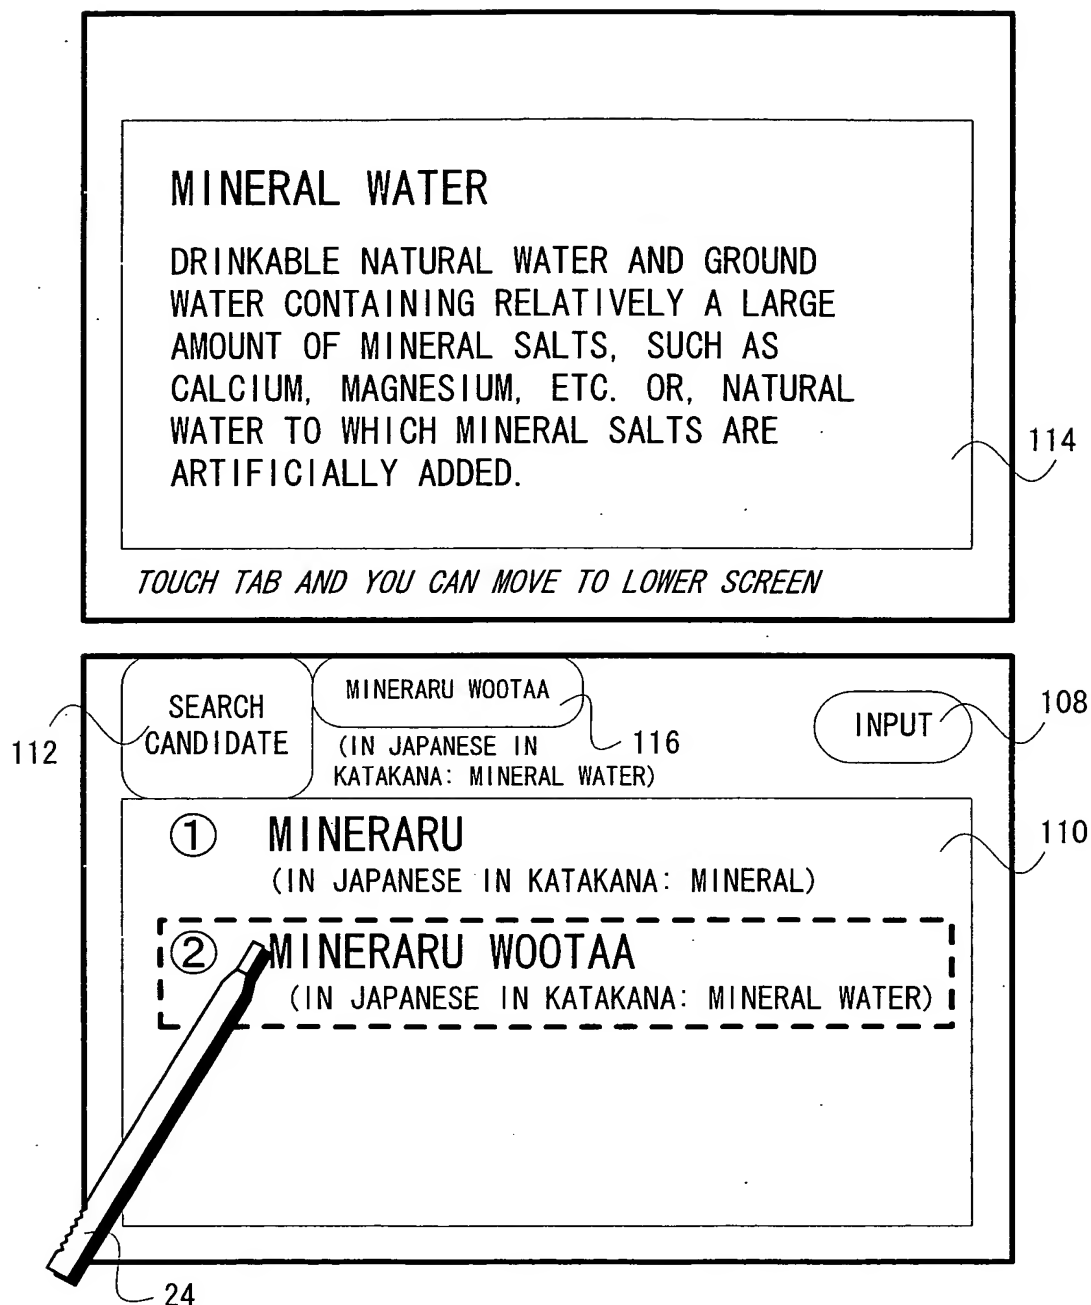 MINERAL WATER
DRINKABLE NATURAL WATER AND GROUND
WATER CONTAINING RELATIVELY A LARGE
AMOUNT OF MINERAL SALTS, SUCH AS
CALCIUM, MAGNESIUM, ETC. OR, NATURAL
WATER TO WHICH MINERAL SALTS ARE
ARTIFICIALLY ADDED.
114
TOUCH TAB AND YOU CAN MOVE TO LOWER SCREEN
SEARCH
CANDIDATE
112
MINERARU WOOTAA
116
(IN JAPANESE IN
KATAKANA: MINERAL WATER)
INPUT
108
110
① MINERARU
(IN JAPANESE IN KATAKANA: MINERAL)
② MINERARU WOOTAA
(IN JAPANESE IN KATAKANA: MINERAL WATER)
24